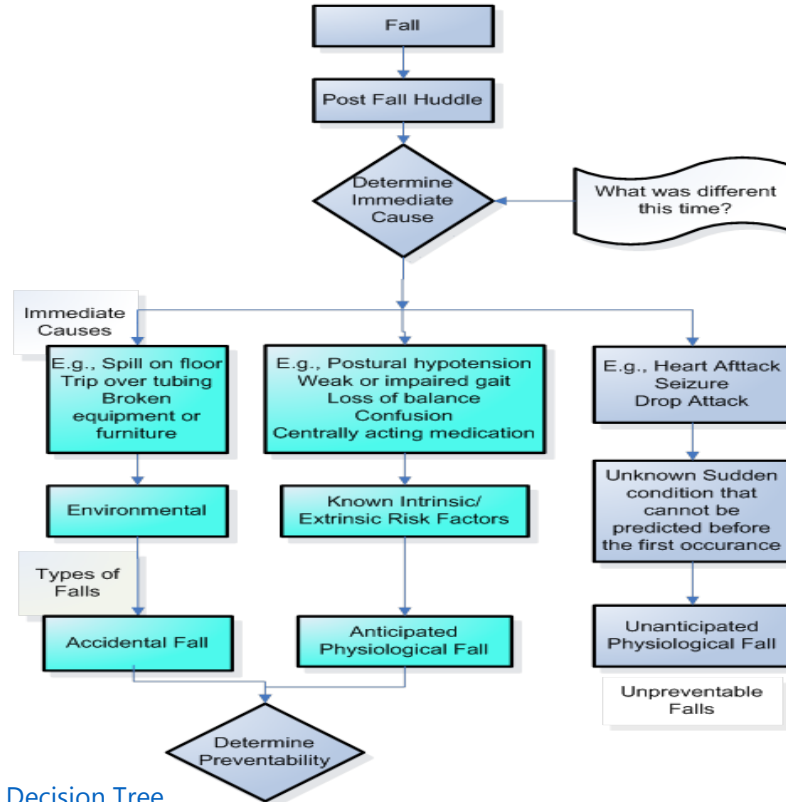 Fall
Post Fall Huddle
Determine
Immediate
Cause
What was different
this time?
Immediate
Causes
E.g., Spill on floor
Trip over tubing
Broken
equipment or
furniture
E.g., Postural hypotension
Weak or impaired gait
Loss of balance
Confusion
Centrally acting medication
E.g., Heart Afttack
Seizure
Drop Attack
Environmental
Known Intrinsic/
Extrinsic Risk Factors
Unknown Sudden
condition that
cannot be
predicted before
the first occurance
Types of
Falls
Accidental Fall
Anticipated
Physiological Fall
Unanticipated
Physiological Fall
Unpreventable
Falls
Determine
Preventability
Decision Tree